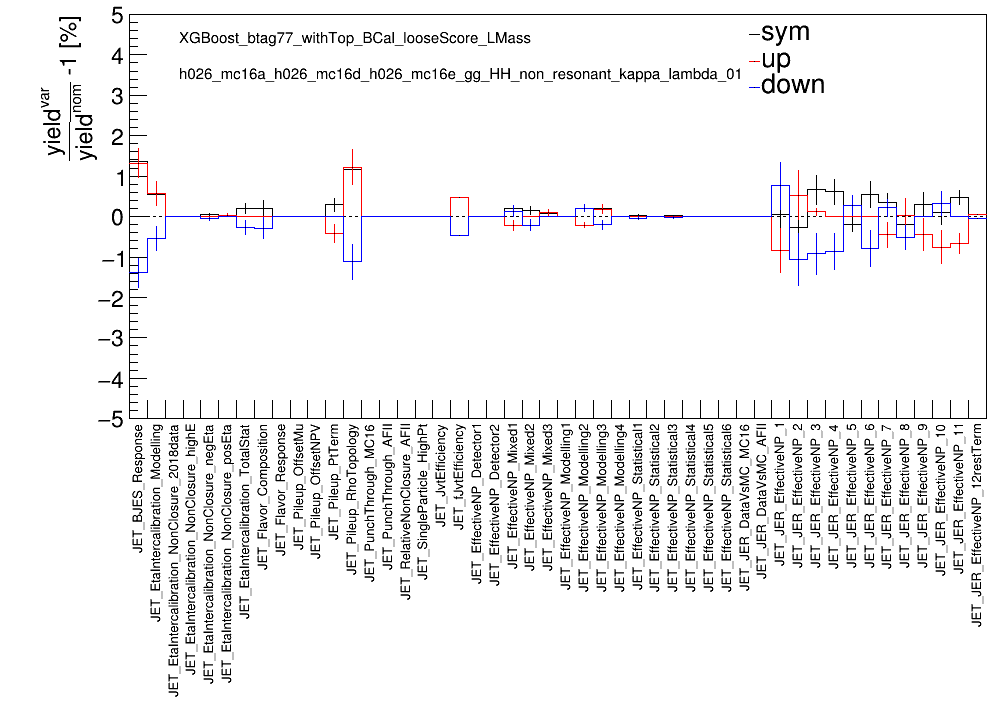 XGBoost_btag77_withTop_BCal_looseScore_LMass
h026_mc16a_h026_mc16d_h026_mc16e_gg_HH_non_resonant_kappa_lambda_01
sym
up
down
yield^var
yield^nom -1 [%]
5
4
3
2
1
0
−1
−2
−3
−4
−5
JET_BJES_Response
JET_EtaIntercalibration_Modelling
JET_EtaIntercalibration_NonClosure_2018data
JET_EtaIntercalibration_NonClosure_highE
JET_EtaIntercalibration_NonClosure_negEta
JET_EtaIntercalibration_NonClosure_posEta
JET_EtaIntercalibration_TotalStat
JET_Flavor_Composition
JET_Flavor_Response
JET_Pileup_OffsetMu
JET_Pileup_OffsetNPV
JET_Pileup_PtTerm
JET_Pileup_RhoTopology
JET_PunchThrough_MC16
JET_PunchThrough_AFII
JET_RelativeNonClosure_AFII
JET_SingleParticle_HighPt
JET_JvtEfficiency
JET_fJvtEfficiency
JET_EffectiveNP_Detector1
JET_EffectiveNP_Detector2
JET_EffectiveNP_Mixed1
JET_EffectiveNP_Mixed2
JET_EffectiveNP_Mixed3
JET_EffectiveNP_Modelling1
JET_EffectiveNP_Modelling2
JET_EffectiveNP_Modelling3
JET_EffectiveNP_Modelling4
JET_EffectiveNP_Statistical1
JET_EffectiveNP_Statistical2
JET_EffectiveNP_Statistical3
JET_EffectiveNP_Statistical4
JET_EffectiveNP_Statistical5
JET_EffectiveNP_Statistical6
JET_JER_DataVsMC_MC16
JET_JER_DataVsMC_AFII
JET_JER_EffectiveNP_1
JET_JER_EffectiveNP_2
JET_JER_EffectiveNP_3
JET_JER_EffectiveNP_4
JET_JER_EffectiveNP_5
JET_JER_EffectiveNP_6
JET_JER_EffectiveNP_7
JET_JER_EffectiveNP_8
JET_JER_EffectiveNP_9
JET_JER_EffectiveNP_10
JET_JER_EffectiveNP_11
JET_JER_EffectiveNP_12restTerm